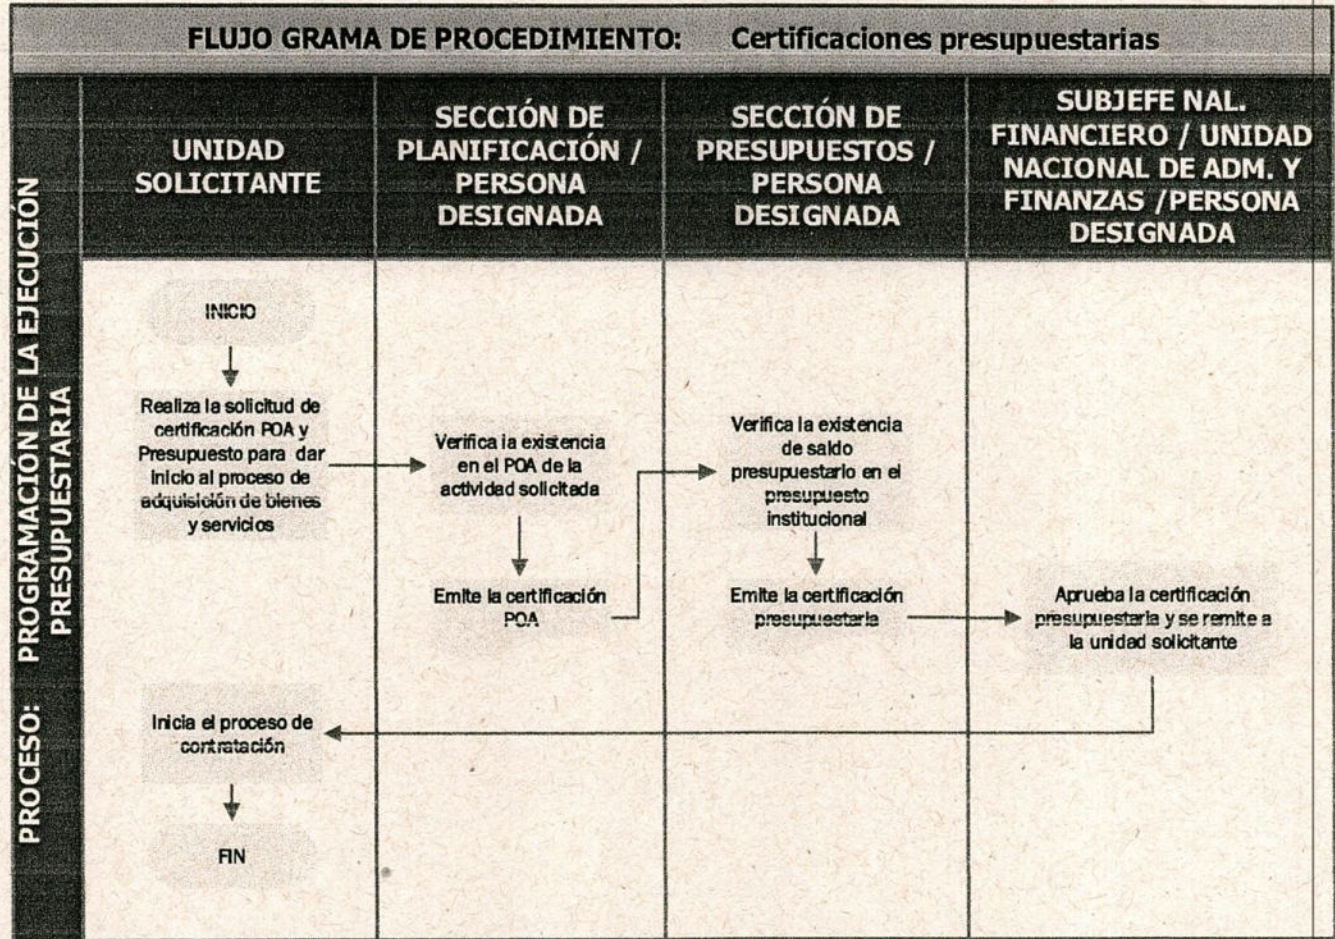 FLUJO GRAMA DE PROCEDIMIENTO: Certificaciones presupuestarias
PROCESO: PROGRAMACIÓN DE LA EJECUCIÓN
PRESUPUESTARIA
UNIDAD
SOLICITANTE
SECCIÓN DE
PLANIFICACIÓN /
PERSONA
DESIGNADA
SECCIÓN DE
PRESUPUESTOS /
PERSONA
DESIGNADA
SUBJEFE NAL.
FINANCIERO / UNIDAD
NACIONAL DE ADM. Y
FINANZAS /PERSONA
DESIGNADA
INICIO
Realiza la solicitud de
certificación POA y
Presupuesto para dar
inicio al proceso de
adquisición de bienes
y servicios
Verifica la existencia
en el POA de la
actividad solicitada
Emite la certificación
POA
Verifica la existencia
de saldo
presupuestario en el
presupuesto
institucional
Emite la certificación
presupuestaria
Aprueba la certificación
presupuestaria y se remite a
la unidad solicitante
Inicia el proceso de
contratación
FIN